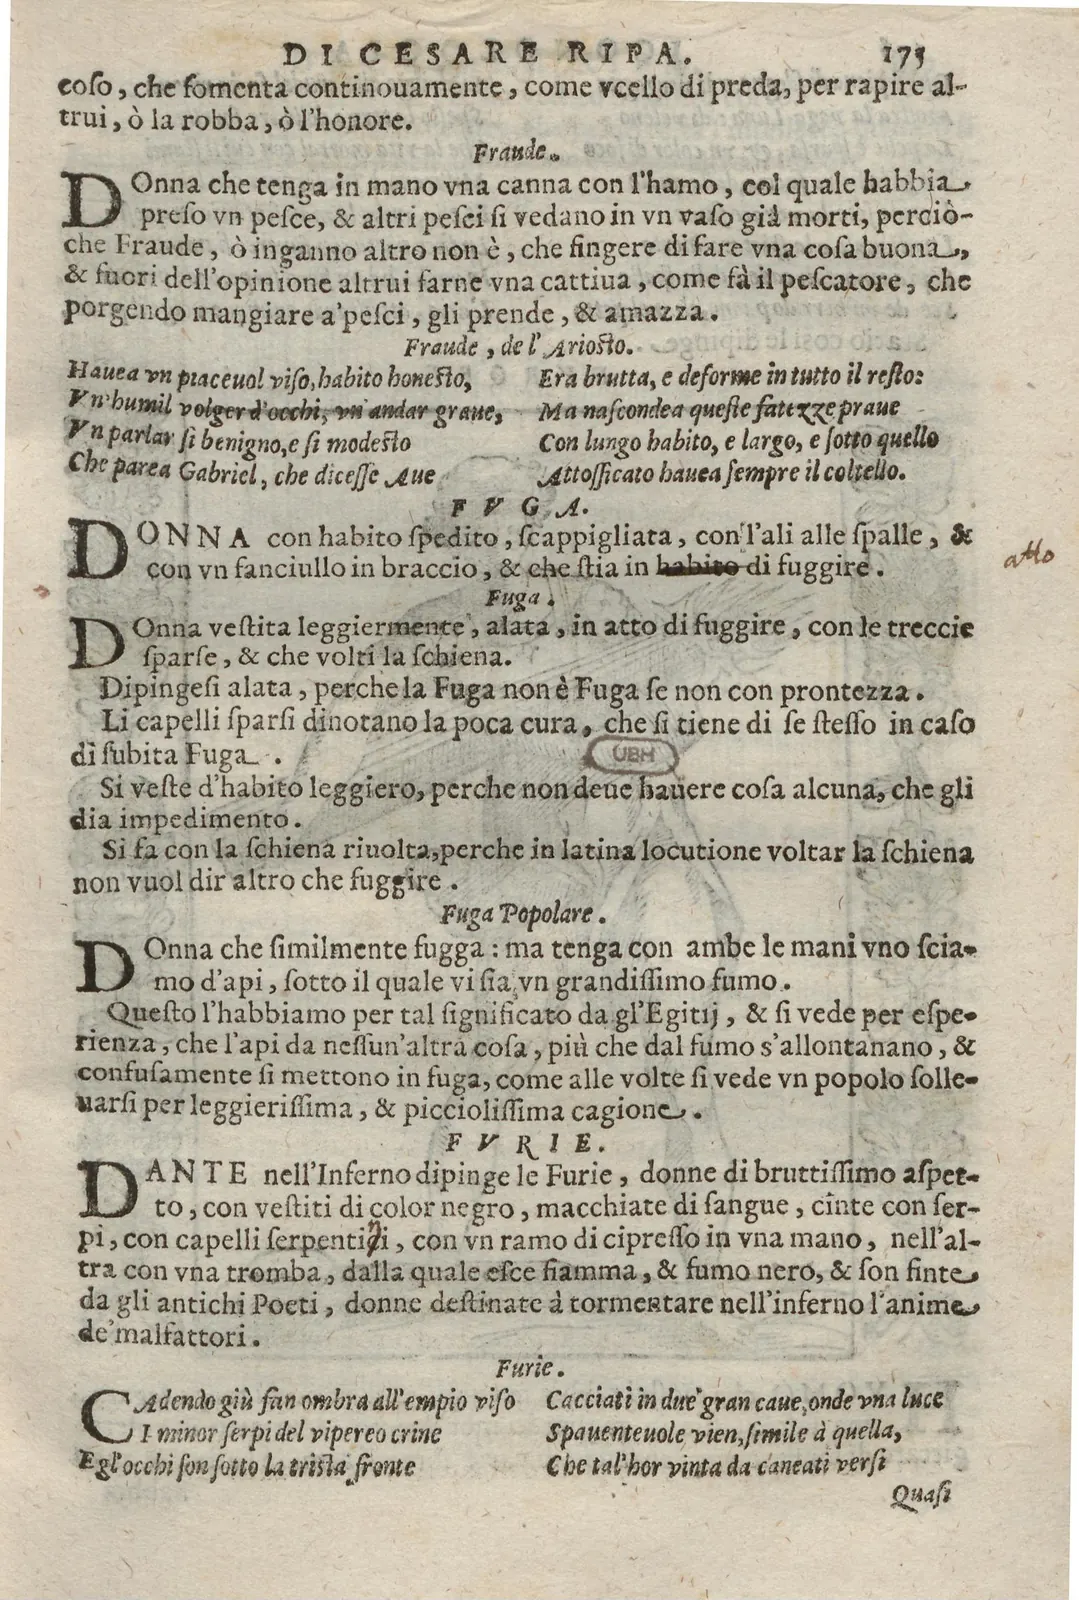 DI CESARE RIPA. 175
coſo, che fomenta continouamente, come vcello di preda, per rapire al-
trui, ò la robba, ò l'honore.
Fraude.
DOnna che tenga in mano vna canna con l'hamo, col quale habbia
preſo vn peſce, & altri peſci ſi vedano in vn vaſo già morti, perciò-
che Fraude, ò inganno altro non è, che fingere di fare vna coſa buona,
& fuori dell'opinione altrui farne vna cattiua, come fà il peſcatore, che
porgendo mangiare a'peſci, gli prende, & amazza.
Fraude, de l'Arioſto.
Hauea vn piaceuol viſo, habito honeſto,
Vn'humil volger d'occhi, vn andar graue,
Vn parlar ſi benigno, e ſi modeſto
Che parea Gabriel, che diceſſe Aue
Era brutta, e deforme in tutto il reſto:
Ma naſcondea queſte fatezze praue
Con lungo habito, e largo, e ſotto quello
Attoſſicato hauea ſempre il coltello.
FVGA.
DONNA con habito ſpedito, ſcappigliata, con l'ali alle ſpalle, &
con vn fanciullo in braccio, & che ſtia in habito di fuggire.
atto
Fuga.
DOnna veſtita leggiermente, alata, in atto di fuggire, con le treccie
ſparſe, & che volti la ſchiena.
Dipingeſi alata, perche la Fuga non è Fuga ſe non con prontezza.
Li capelli ſparſi dinotano la poca cura, che ſi tiene di ſe ſteſſo in caſo
di ſubita Fuga.
UBH
Si veſte d'habito leggiero, perche non deue hauere coſa alcuna, che gli
dia impedimento.
Si fa con la ſchiena riuolta, perche in latina locutione voltar la ſchiena
non vuol dir altro che fuggire.
Fuga Popolare.
DOnna che ſimilmente fugga: ma tenga con ambe le mani vno ſcia-
mo d'api, ſotto il quale vi ſia vn grandiſſimo fumo.
Queſto l'habbiamo per tal ſignificato da gl'Egitij, & ſi vede per eſpe-
rienza, che l'api da neſſun'altra coſa, più che dal fumo s'allontanano, &
confuſamente ſi mettono in fuga, come alle volte ſi vede vn popolo ſolle-
uarſi per leggieriſſima, & piccioliſſima cagione.
FVRIE.
DANTE nell'Inferno dipinge le Furie, donne di bruttiſſimo aſpet-
to, con veſtiti di color negro, macchiate di ſangue, cinte con ſer-
pi, con capelli ſerpentini, con vn ramo di cipreſſo in vna mano, nell'al-
tra con vna tromba, dalla quale eſce fiamma, & fumo nero, & ſon finte
da gli antichi Poeti, donne deſtinate à tormentare nell'inferno l'anime
de'malfattori.
Furie.
CAdendo giù fan ombra all'empio viſo
I minor ſerpi del vipereo crine
E gl'occhi ſon ſotto la triſta fronte
Cacciati in due gran caue, onde vna luce
Spauenteuole vien, ſimile à quella,
Che tal'hor vinta da caneati verſi
Quaſi